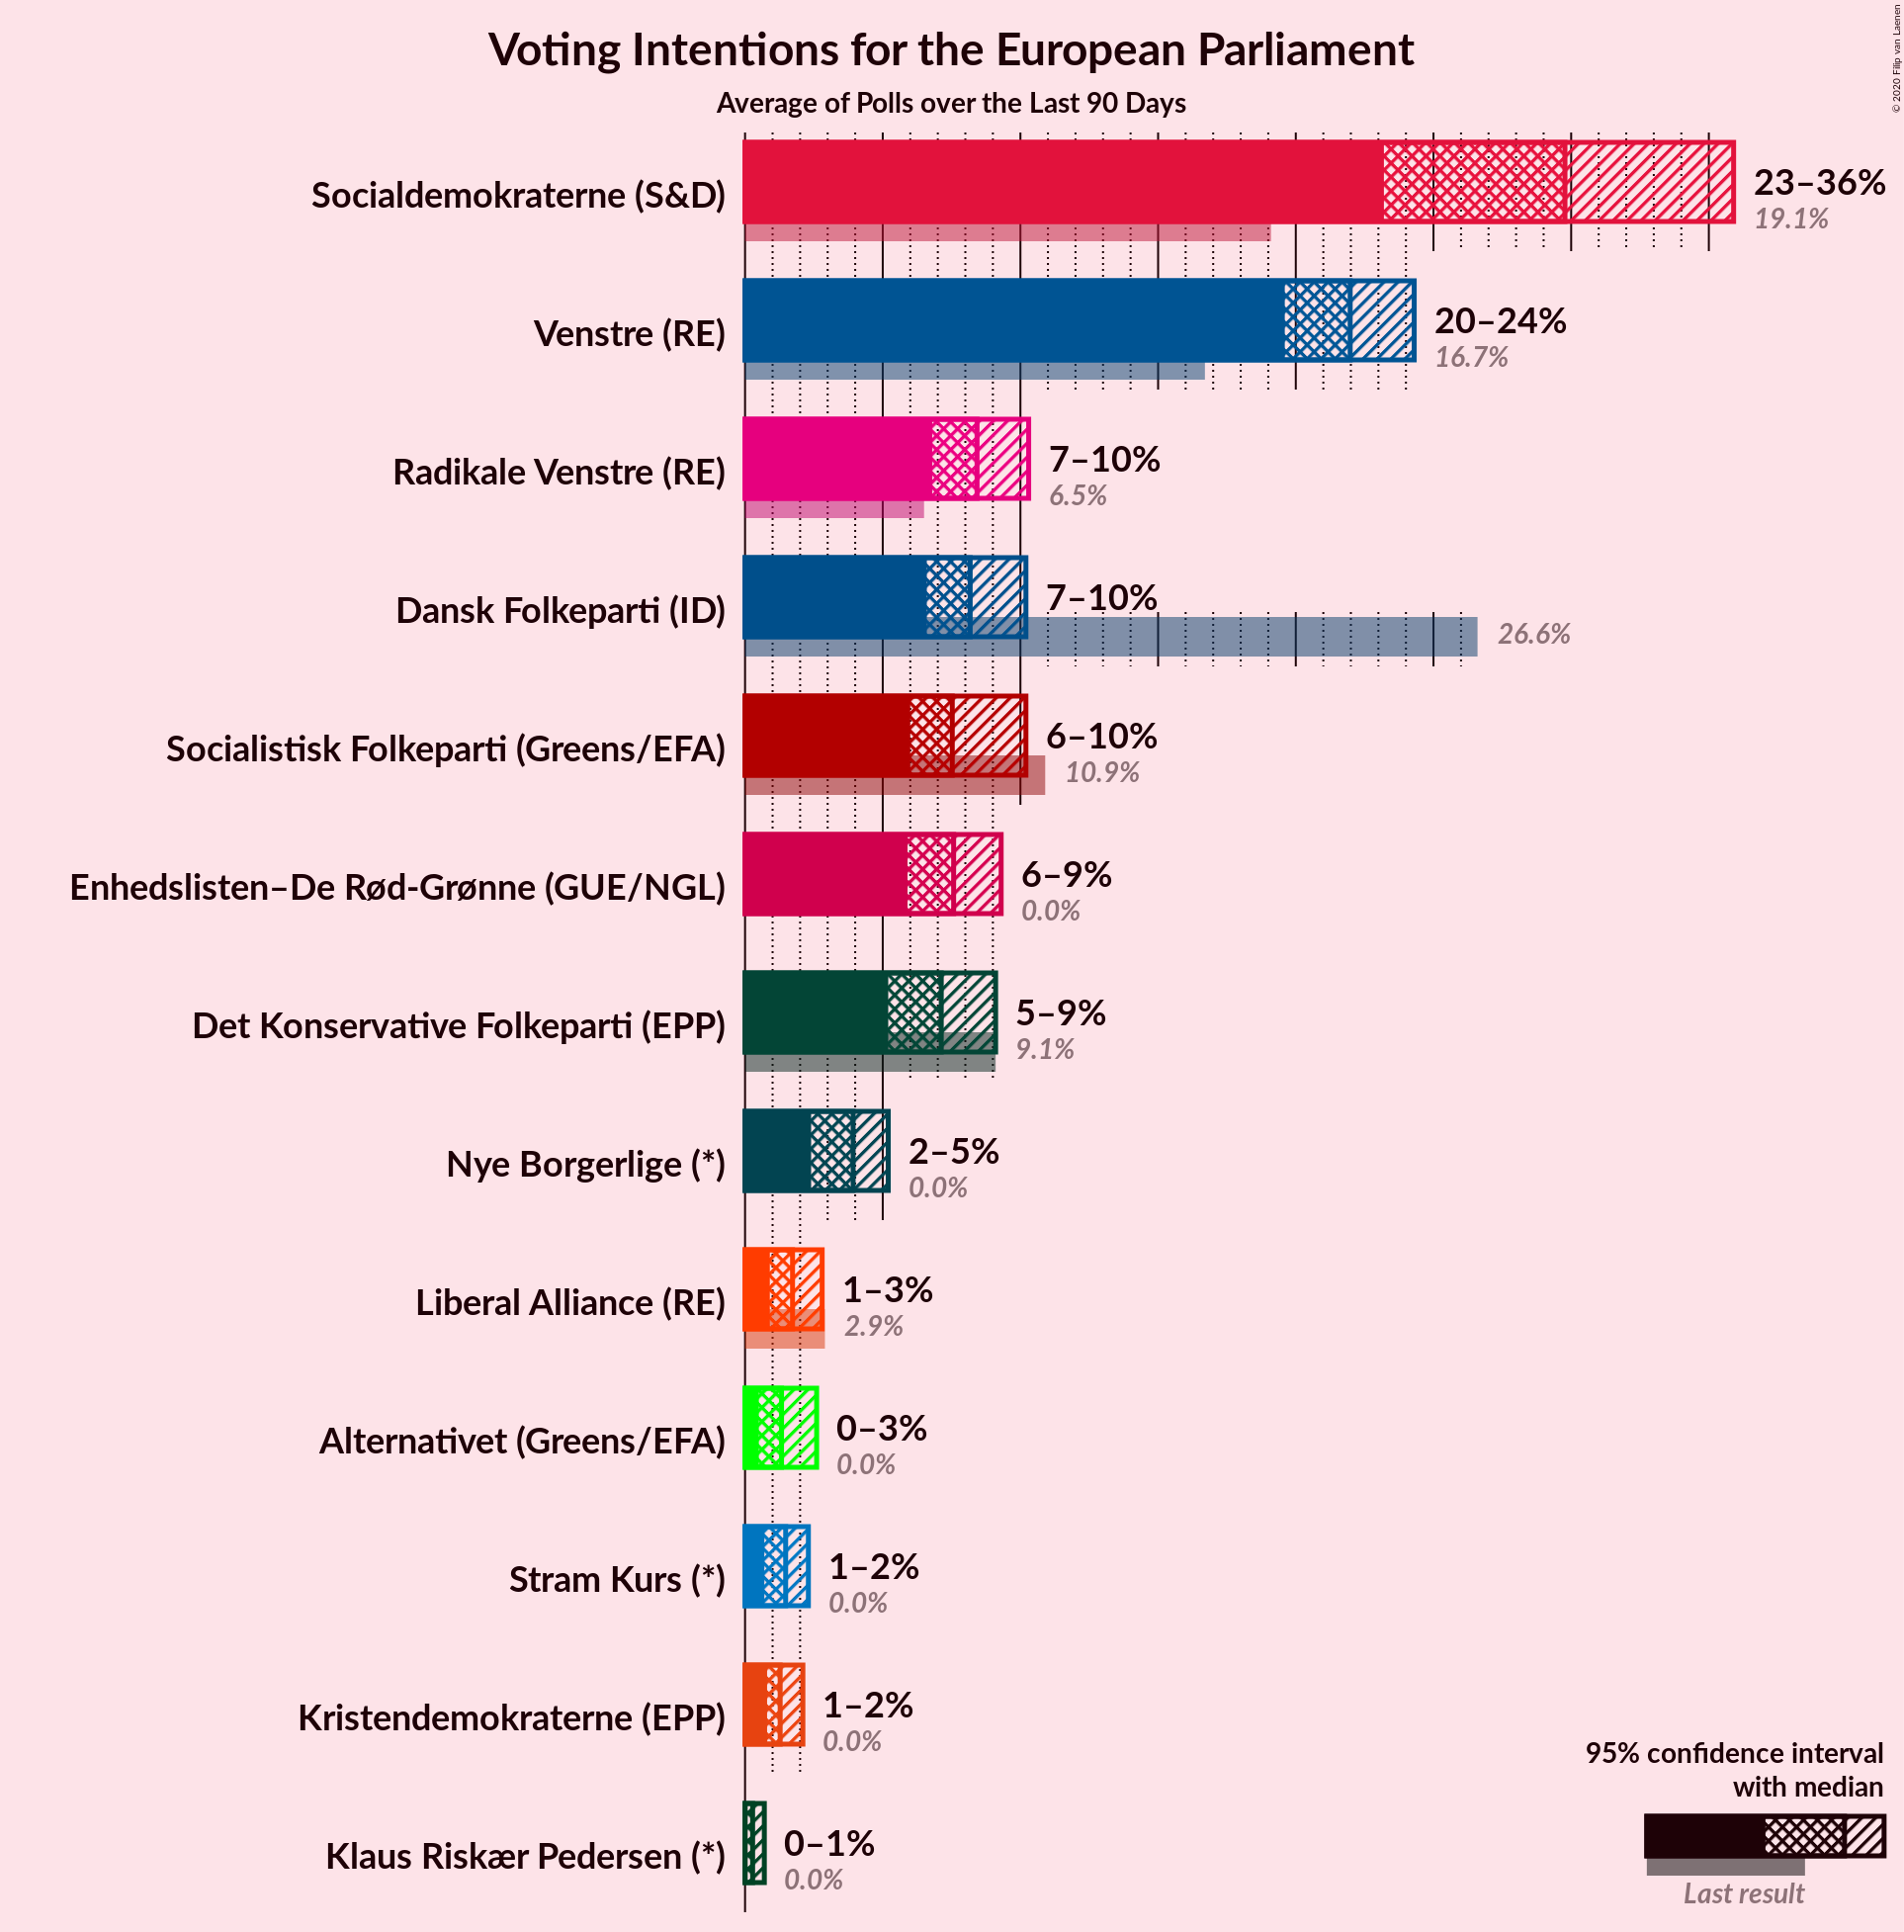 Voting Intentions for the European Parliament
Average of Polls over the Last 90 Days
© 2020 Filip van Laenen
Socialdemokraterne (S&D)
23–36%
19.1%
Venstre (RE)
20–24%
16.7%
Radikale Venstre (RE)
7–10%
6.5%
Dansk Folkeparti (ID)
7–10%
26.6%
Socialistisk Folkeparti (Greens/EFA)
6–10%
10.9%
Enhedslisten–De Rød-Grønne (GUE/NGL)
6–9%
0.0%
Det Konservative Folkeparti (EPP)
5–9%
9.1%
Nye Borgerlige (*)
2–5%
0.0%
Liberal Alliance (RE)
1–3%
2.9%
Alternativet (Greens/EFA)
0–3%
0.0%
Stram Kurs (*)
1–2%
0.0%
Kristendemokraterne (EPP)
1–2%
0.0%
Klaus Riskær Pedersen (*)
0–1%
0.0%
95% confidence interval
with median
Last result